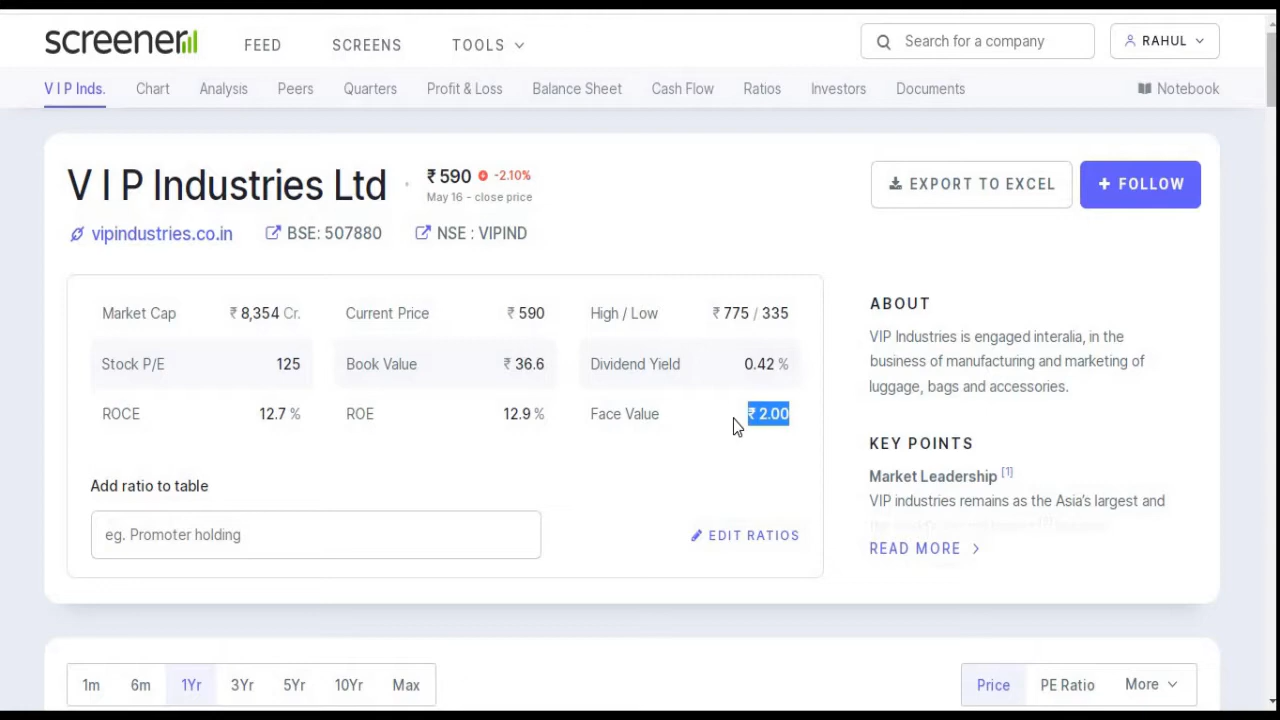 screener
FEED
SCREENS
TOOLS
Search for a company
RAHUL
V I P Inds.
Chart
Analysis
Peers
Quarters
Profit & Loss
Balance Sheet
Cash Flow
Ratios
Investors
Documents
Notebook
V I P Industries Ltd
₹ 590 -2.10%
May 16 - close price
EXPORT TO EXCEL
+ FOLLOW
vipindustries.co.in
BSE: 507880
NSE : VIPIND
Market Cap ₹ 8,354 Cr.
Current Price ₹ 590
High / Low ₹ 775 / 335
Stock P/E 125
Book Value ₹ 36.6
Dividend Yield 0.42 %
ROCE 12.7 %
ROE 12.9 %
Face Value ₹ 2.00
Add ratio to table
eg. Promoter holding
EDIT RATIOS
ABOUT
VIP Industries is engaged interalia, in the
business of manufacturing and marketing of
luggage, bags and accessories.
KEY POINTS
Market Leadership [1]
VIP industries remains as the Asia's largest and
READ MORE
1m
6m
1Yr
3Yr
5Yr
10Yr
Max
Price
PE Ratio
More